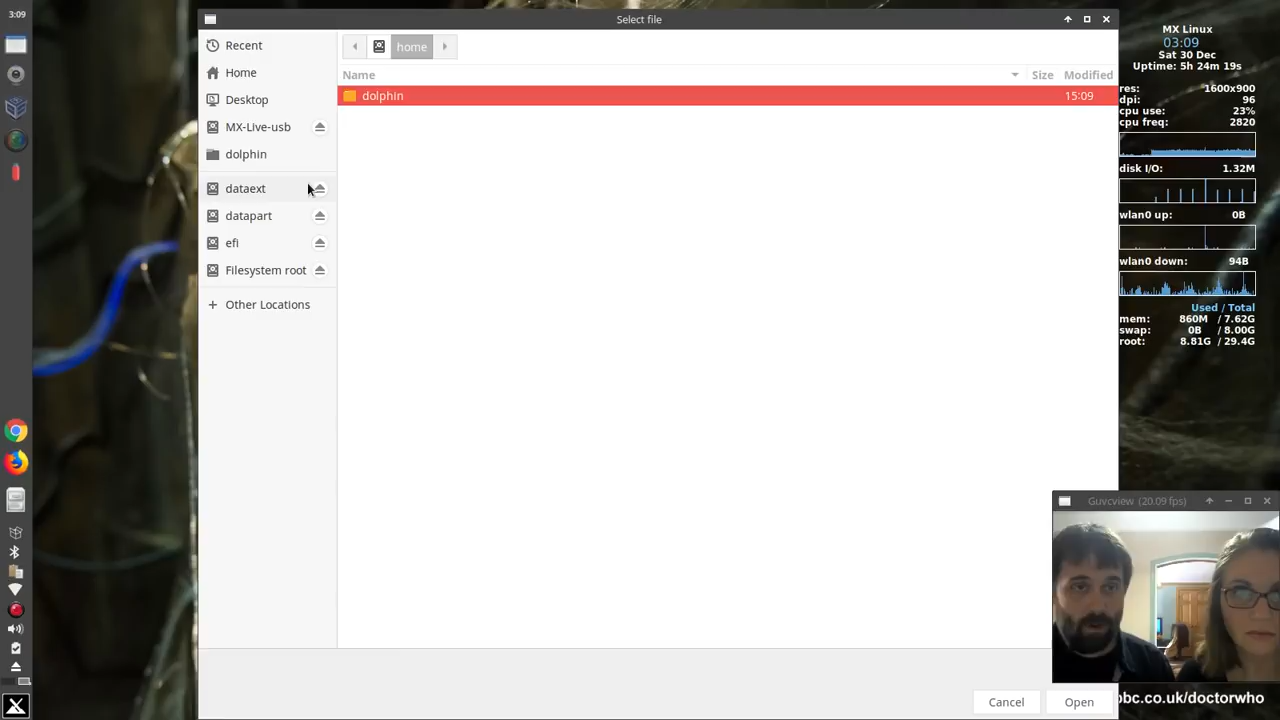 3:09
Select file
Recent
Home
Desktop
MX-Live-usb
dolphin
dataext
datapart
efi
Filesystem root
Other Locations
home
Name Size Modified
dolphin 15:09
Cancel Open
MX Linux
03:09
Sat 30 Dec
Uptime: 5h 24m 19s
res: 1600x900
dpi: 96
cpu use: 23%
cpu freq: 2820
disk I/O: 1.32M
wlan0 up: 0B
wlan0 down: 94B
Used / Total
mem: 860M / 7.62G
swap: 0B / 8.00G
root: 8.81G / 29.4G
Guvcview (20.09 fps)
bbc.co.uk/doctorwho